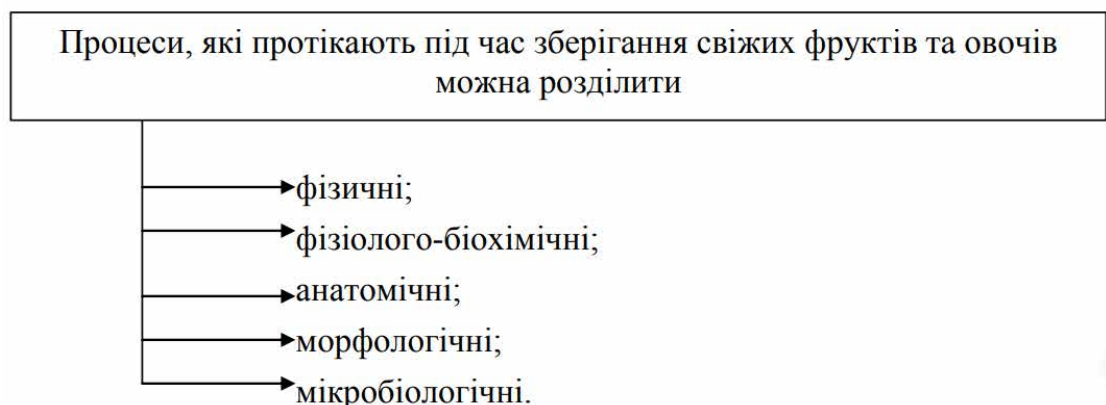 Процеси, які протікають під час зберігання свіжих фруктів та овочів
можна розділити
фізичні;
фізіолого-біохімічні;
анатомічні;
морфологічні;
мікробіологічні.